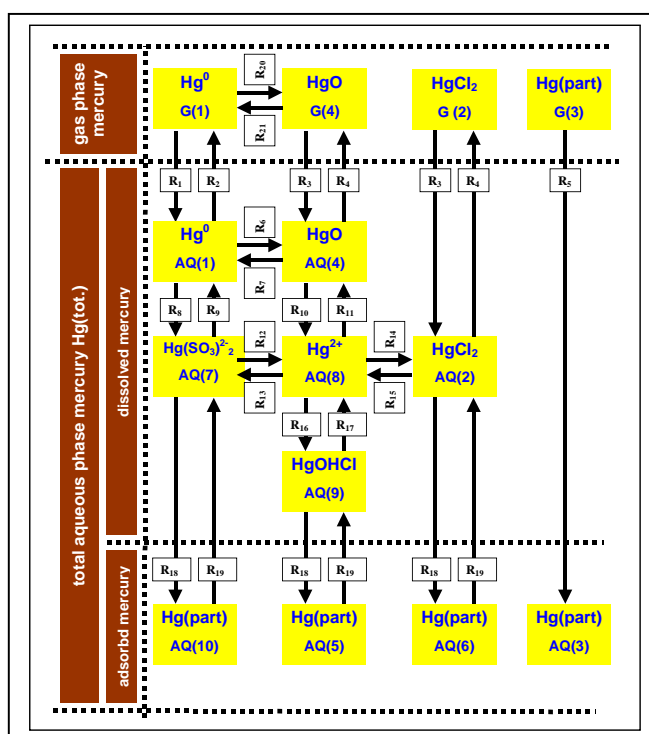 gas phase
mercury
Hg⁰
G(1)
R₂₀
R₂₁
HgO
G(4)
HgCl₂
G (2)
Hg(part)
G(3)
R₁
R₂
R₃
R₄
R₃
R₄
R₅
total aqueous phase mercury Hg(tot.)
dissolved mercury
Hg⁰
AQ(1)
R₆
R₇
HgO
AQ(4)
R₈
R₉
R₁₀
R₁₁
Hg(SO₃)²⁻₂
AQ(7)
R₁₂
R₁₃
Hg²⁺
AQ(8)
R₁₄
R₁₅
HgCl₂
AQ(2)
R₁₆
R₁₇
HgOHCl
AQ(9)
adsorbd mercury
R₁₈
R₁₉
R₁₈
R₁₉
R₁₈
R₁₉
Hg(part)
AQ(10)
Hg(part)
AQ(5)
Hg(part)
AQ(6)
Hg(part)
AQ(3)